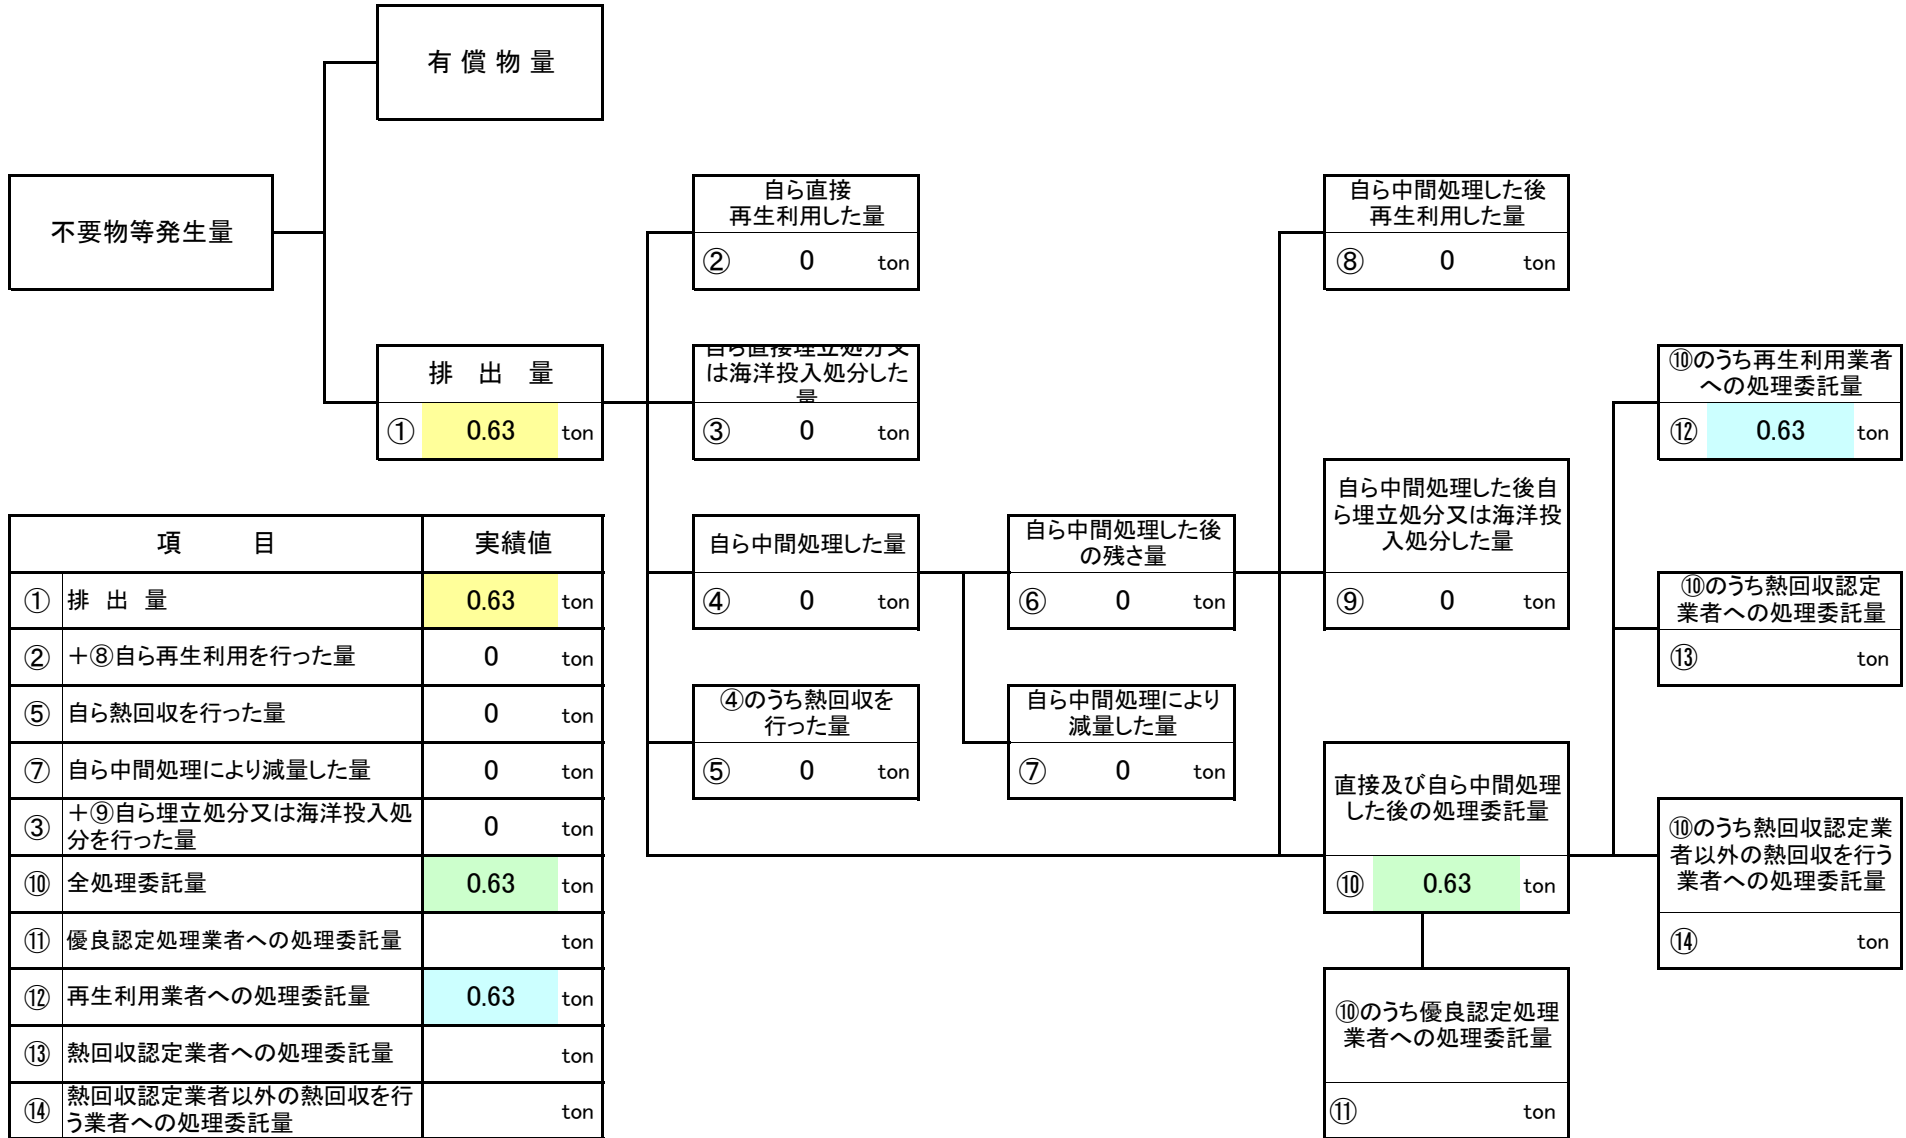 有 償 物 量
不要物等発生量
排 出 量
① 0.63 ton
自ら直接
再生利用した量
② 0 ton
自ら直接埋立処分又
は海洋投入処分した
量
③ 0 ton
自ら中間処理した量
④ 0 ton
④のうち熱回収を
行った量
⑤ 0 ton
自ら中間処理した後
の残さ量
⑥ 0 ton
自ら中間処理により
減量した量
⑦ 0 ton
自ら中間処理した後
再生利用した量
⑧ 0 ton
自ら中間処理した後自
ら埋立処分又は海洋投
入処分した量
⑨ 0 ton
直接及び自ら中間処理
した後の処理委託量
⑩ 0.63 ton
⑩のうち優良認定処理
業者への処理委託量
⑪ ton
⑩のうち再生利用業者
への処理委託量
⑫ 0.63 ton
⑩のうち熱回収認定
業者への処理委託量
⑬ ton
⑩のうち熱回収認定業
者以外の熱回収を行う
業者への処理委託量
⑭ ton
項 目 実績値
① 排 出 量 0.63 ton
② +⑧自ら再生利用を行った量 0 ton
⑤ 自ら熱回収を行った量 0 ton
⑦ 自ら中間処理により減量した量 0 ton
③ +⑨自ら埋立処分又は海洋投入処
分を行った量 0 ton
⑩ 全処理委託量 0.63 ton
⑪ 優良認定処理業者への処理委託量 ton
⑫ 再生利用業者への処理委託量 0.63 ton
⑬ 熱回収認定業者への処理委託量 ton
⑭ 熱回収認定業者以外の熱回収を行
う業者への処理委託量 ton